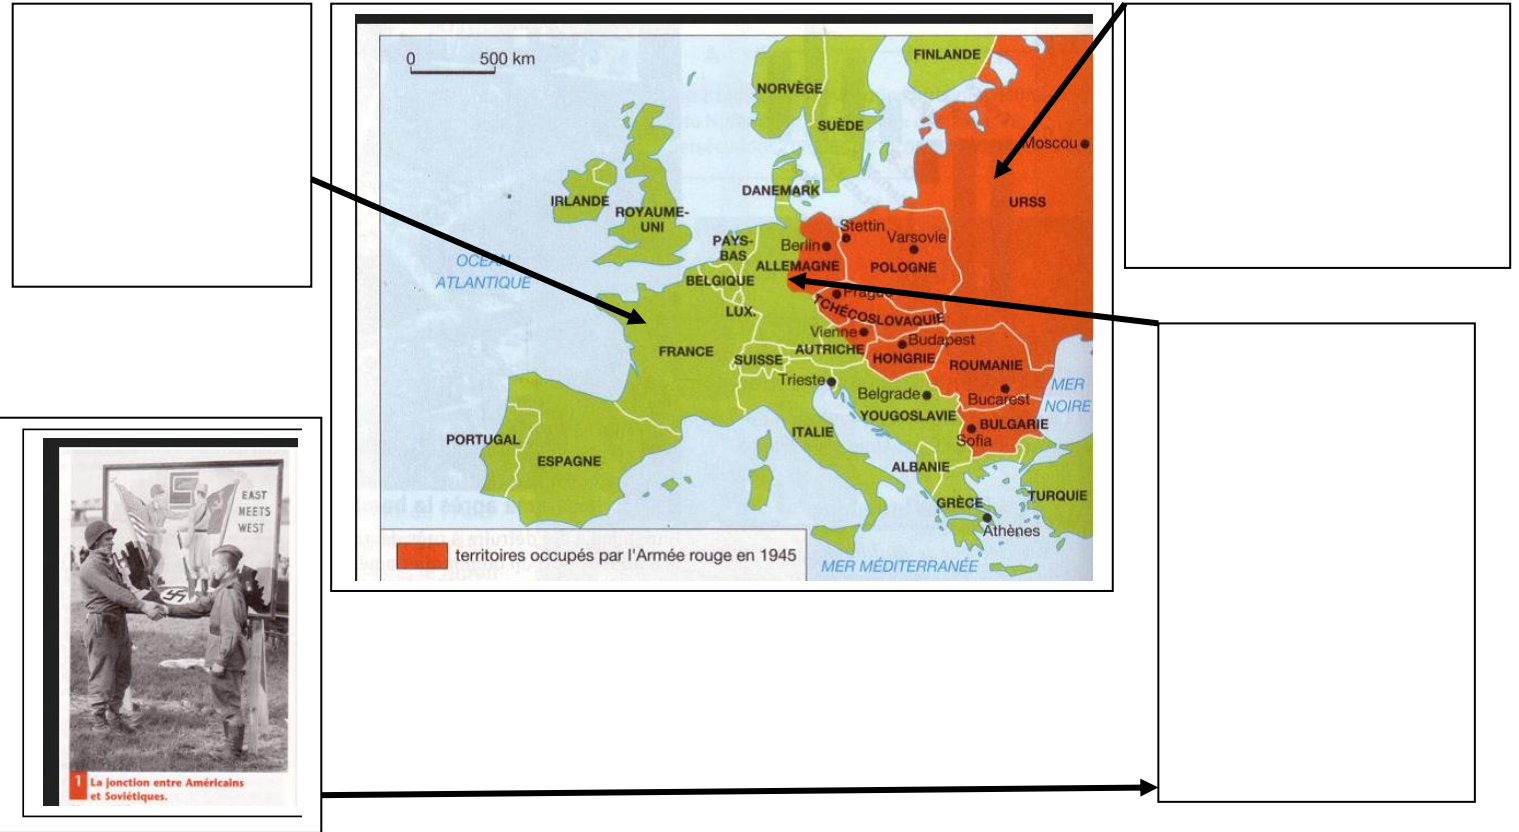 0 500 km
FINLANDE
NORVÈGE
SUÈDE
Moscou
DANEMARK
IRLANDE
ROYAUME-
UNI
URSS
Stettin
PAYS-
BAS
Berlin
Varsovie
OCÉAN
ATLANTIQUE
ALLEMAGNE
POLOGNE
BELGIQUE
Prague
LUX.
TCHÉCOSLOVAQUIE
Vienne
Budapest
FRANCE
SUISSE
AUTRICHE
HONGRIE
ROUMANIE
Trieste
Belgrade
Bucarest
MER
NOIRE
YOUGOSLAVIE
BULGARIE
PORTUGAL
ESPAGNE
ITALIE
Sofia
ALBANIE
GRÈCE
TURQUIE
Athènes
territoires occupés par l'Armée rouge en 1945
MER MÉDITERRANÉE
EAST
MEETS
WEST
1 La jonction entre Américains
et Soviétiques.